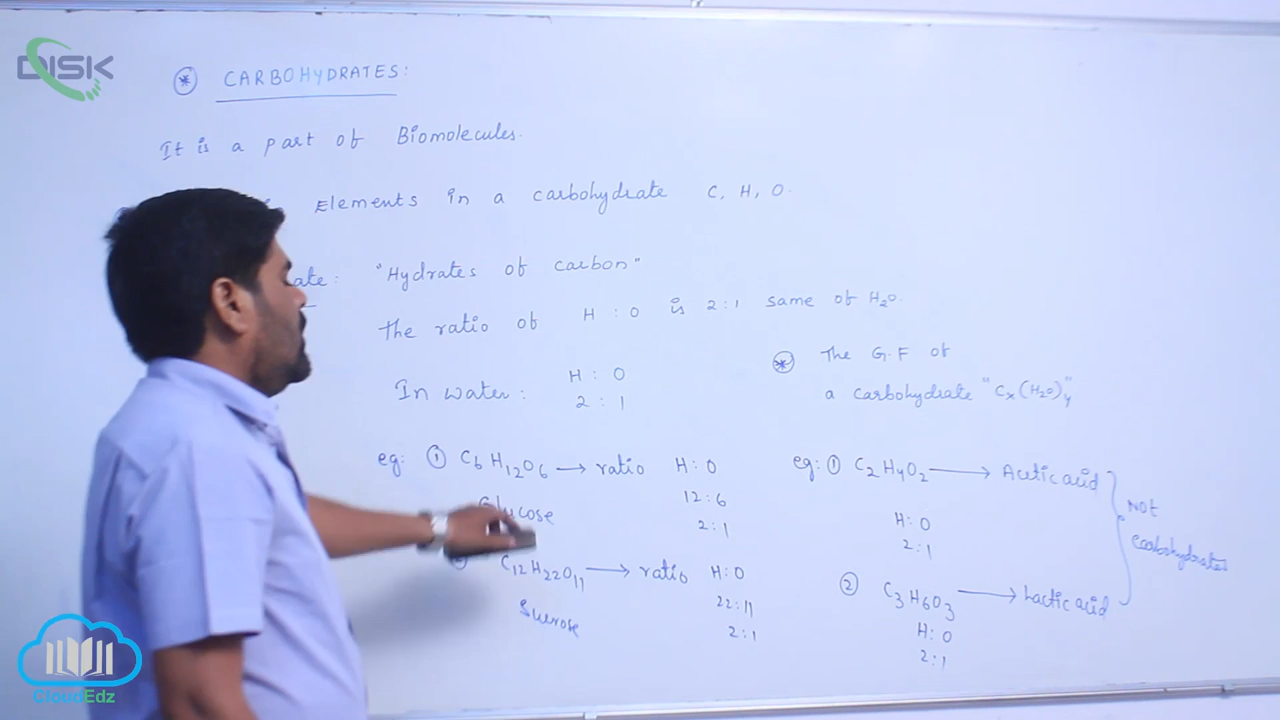 DISK
* CARBOHYDRATES:
It is a part of Biomolecules.
Elements in a carbohydrate C, H, O.
ate: "Hydrates of carbon"
The ratio of H : O is 2:1 same of H2O.
* The G.F of
a carbohydrate "Cx(H2O)y"
In water: H : O
2 : 1
eg: ① C6H12O6 → ratio H:O
12:6
Glucose 2:1
C12H22O11 → ratio H:O
22:11
Sucrose 2:1
eg: ① C2H4O2 → Acetic acid
H:O
2:1
② C3H6O3 → Lactic acid
H:O
2:1
Not
carbohydrates
CloudEdz